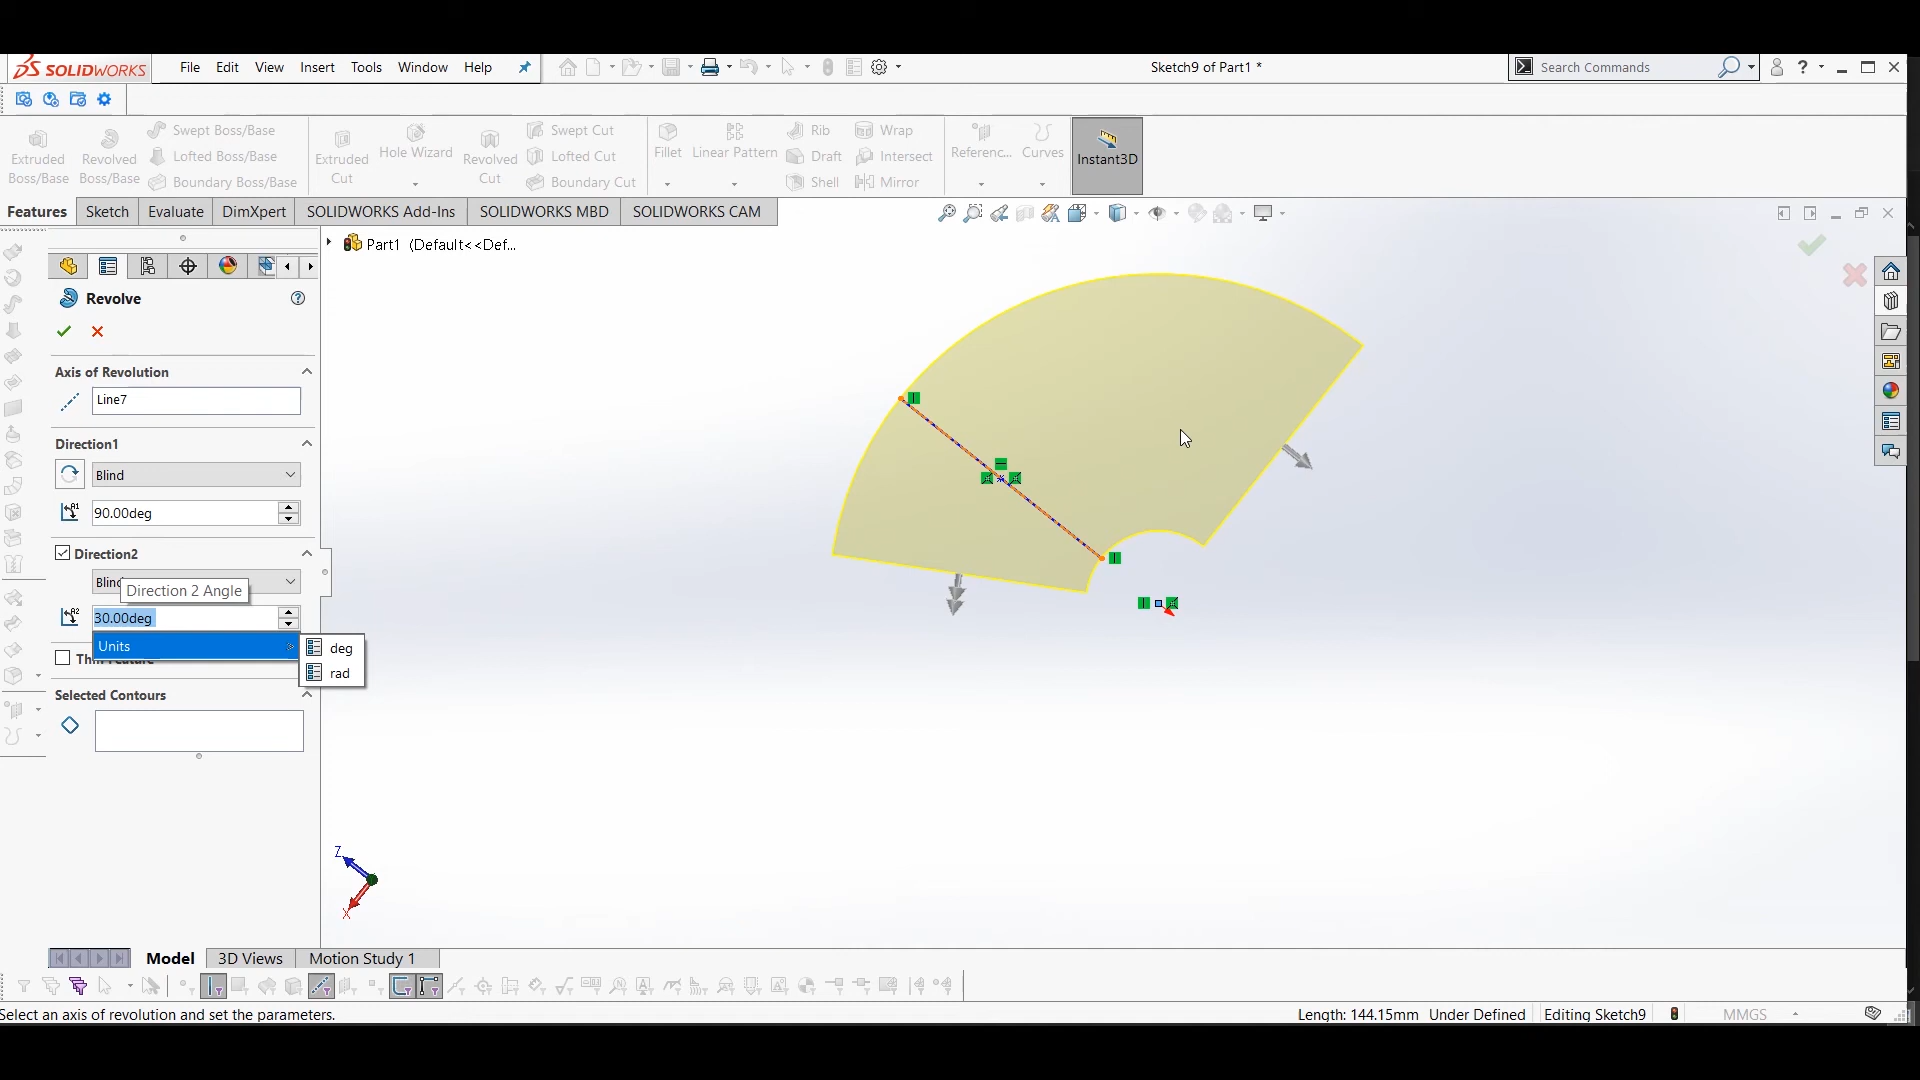 SOLIDWORKS File Edit View Insert Tools Window Help Sketch9 of Part1 * Search Commands ?
Extruded Boss/Base
Revolved Boss/Base
Swept Boss/Base
Lofted Boss/Base
Boundary Boss/Base
Extruded Cut
Hole Wizard
Revolved Cut
Swept Cut
Lofted Cut
Boundary Cut
Fillet
Linear Pattern
Rib
Draft
Shell
Wrap
Intersect
Mirror
Referenc...
Curves
Instant3D
Features Sketch Evaluate DimXpert SOLIDWORKS Add-Ins SOLIDWORKS MBD SOLIDWORKS CAM
Part1 (Default<<Def...
Revolve
Axis of Revolution
Line7
Direction1
Blind
90.00deg
Direction2
Blind
Direction 2 Angle
30.00deg
Units
deg
rad
Selected Contours
Z
X
Model 3D Views Motion Study 1
Select an axis of revolution and set the parameters. Length: 144.15mm Under Defined Editing Sketch9 MMGS